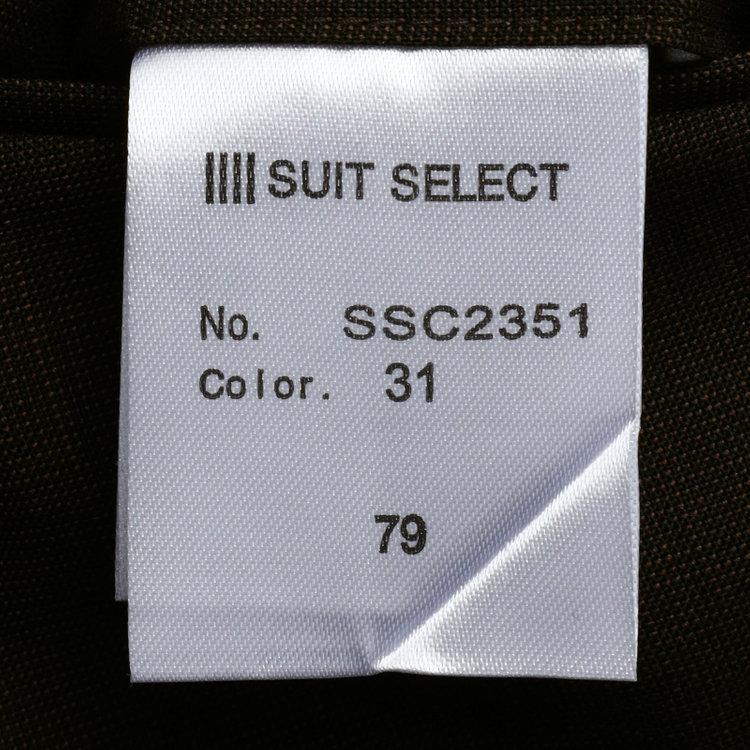 SUIT SELECT
No. SSC2351
Color. 31
79